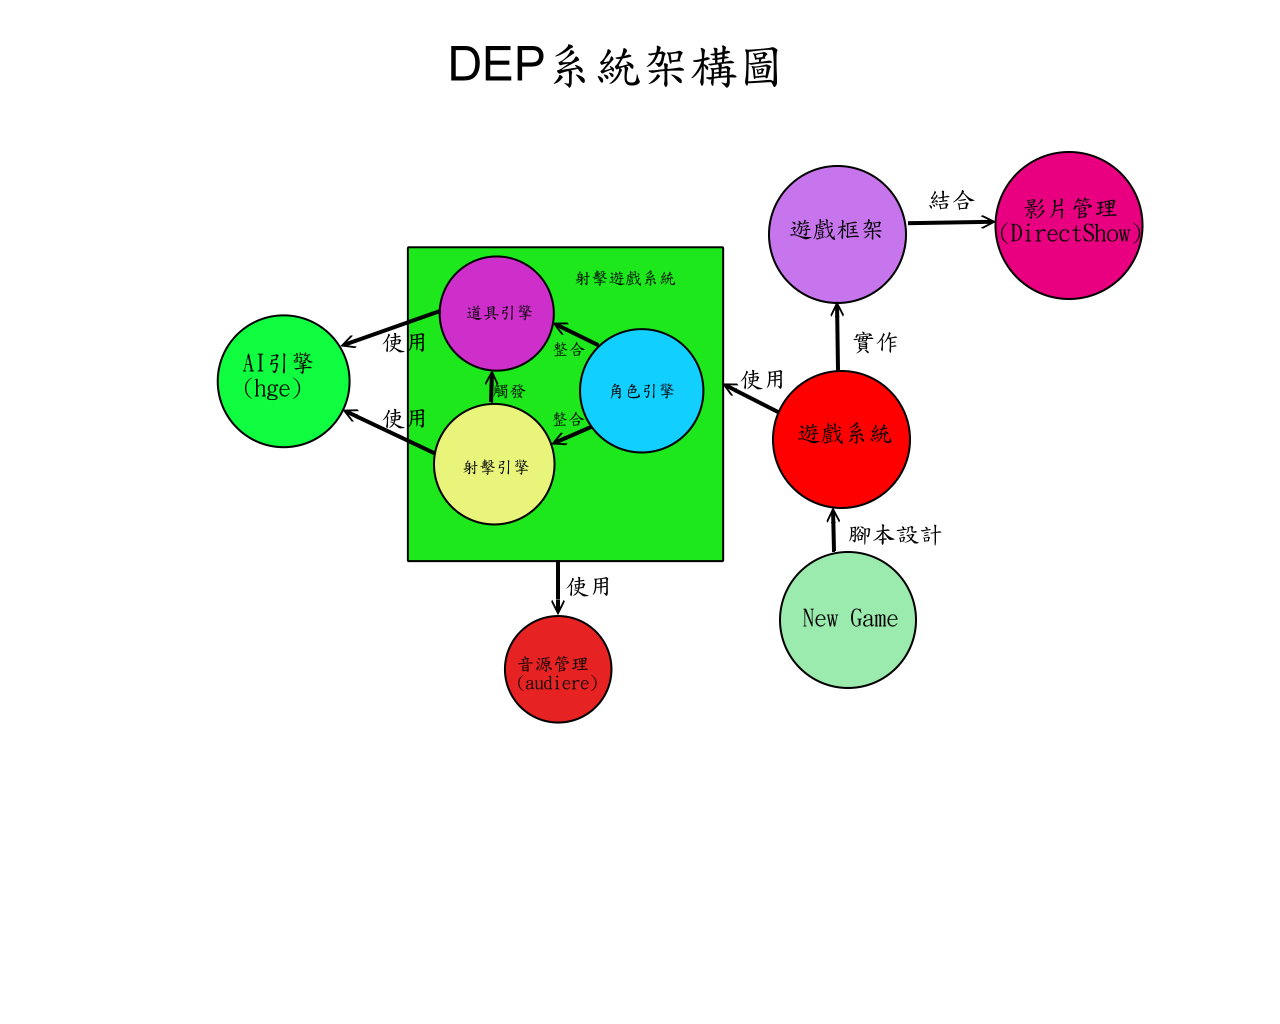 DEP系統架構圖
遊戲框架
結合
影片管理
(DirectShow)
射擊遊戲系統
道具引擎
使用
整合
實作
AI引擎
(hge)
角色引擎
觸發
使用
遊戲系統
使用
整合
射擊引擎
腳本設計
使用
New Game
音源管理
(audiere)